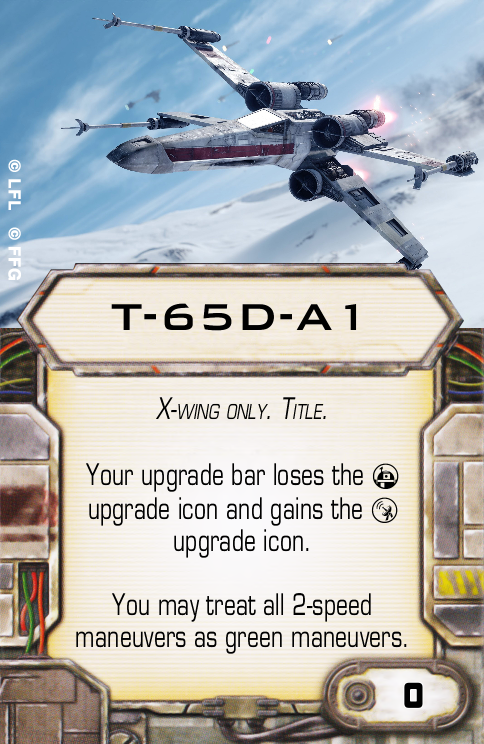 © LFL © FFG
T-65D-A1
X-WING ONLY. TITLE.
Your upgrade bar loses the
upgrade icon and gains the
upgrade icon.
You may treat all 2-speed
maneuvers as green maneuvers.
0